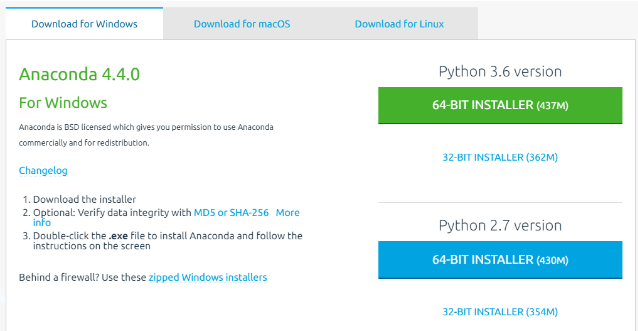 Download for Windows
Download for macOS
Download for Linux
Anaconda 4.4.0
For Windows
Anaconda is BSD licensed which gives you permission to use Anaconda
commercially and for redistribution.
Changelog
1. Download the installer
2. Optional: Verify data integrity with MD5 or SHA-256 More
info
3. Double-click the .exe file to install Anaconda and follow the
instructions on the screen
Behind a firewall? Use these zipped Windows installers
Python 3.6 version
64-BIT INSTALLER (437M)
32-BIT INSTALLER (362M)
Python 2.7 version
64-BIT INSTALLER (430M)
32-BIT INSTALLER (354M)